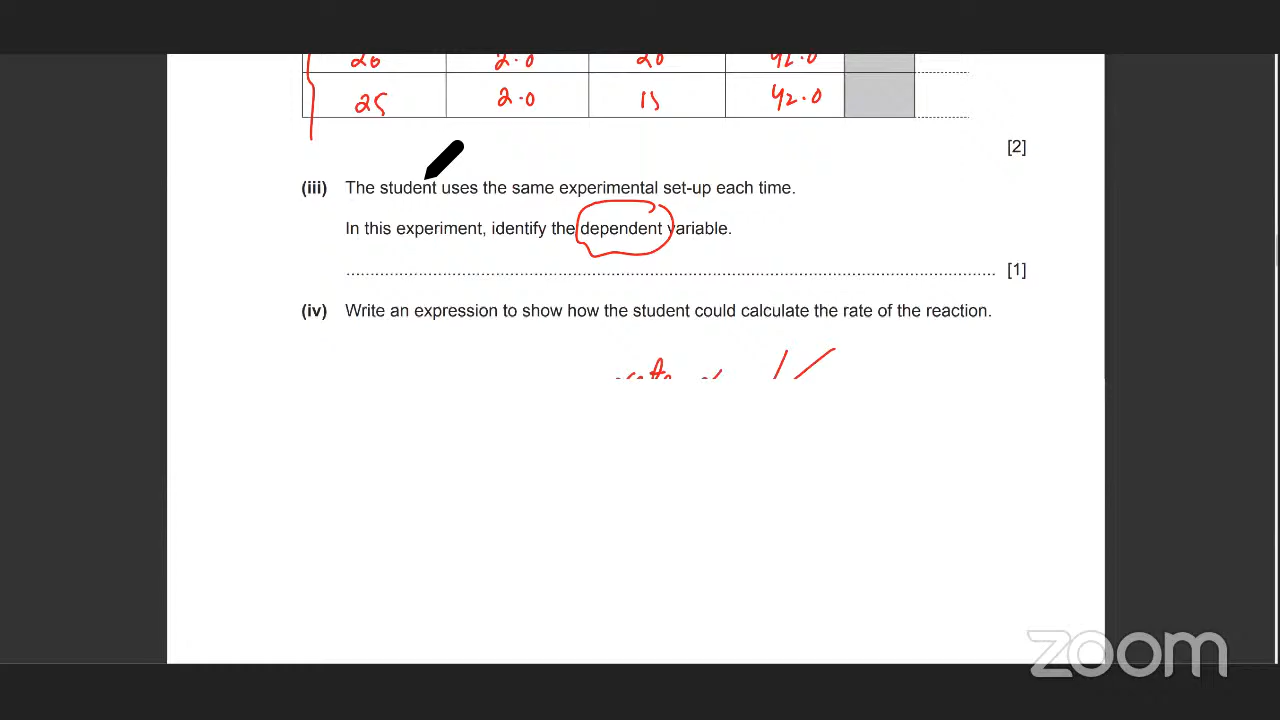 20 2.0 20 42.0
25 2.0 15 42.0
[2]
(iii) The student uses the same experimental set-up each time.
In this experiment, identify the dependent variable.
[1]
(iv) Write an expression to show how the student could calculate the rate of the reaction.
rate
zoom